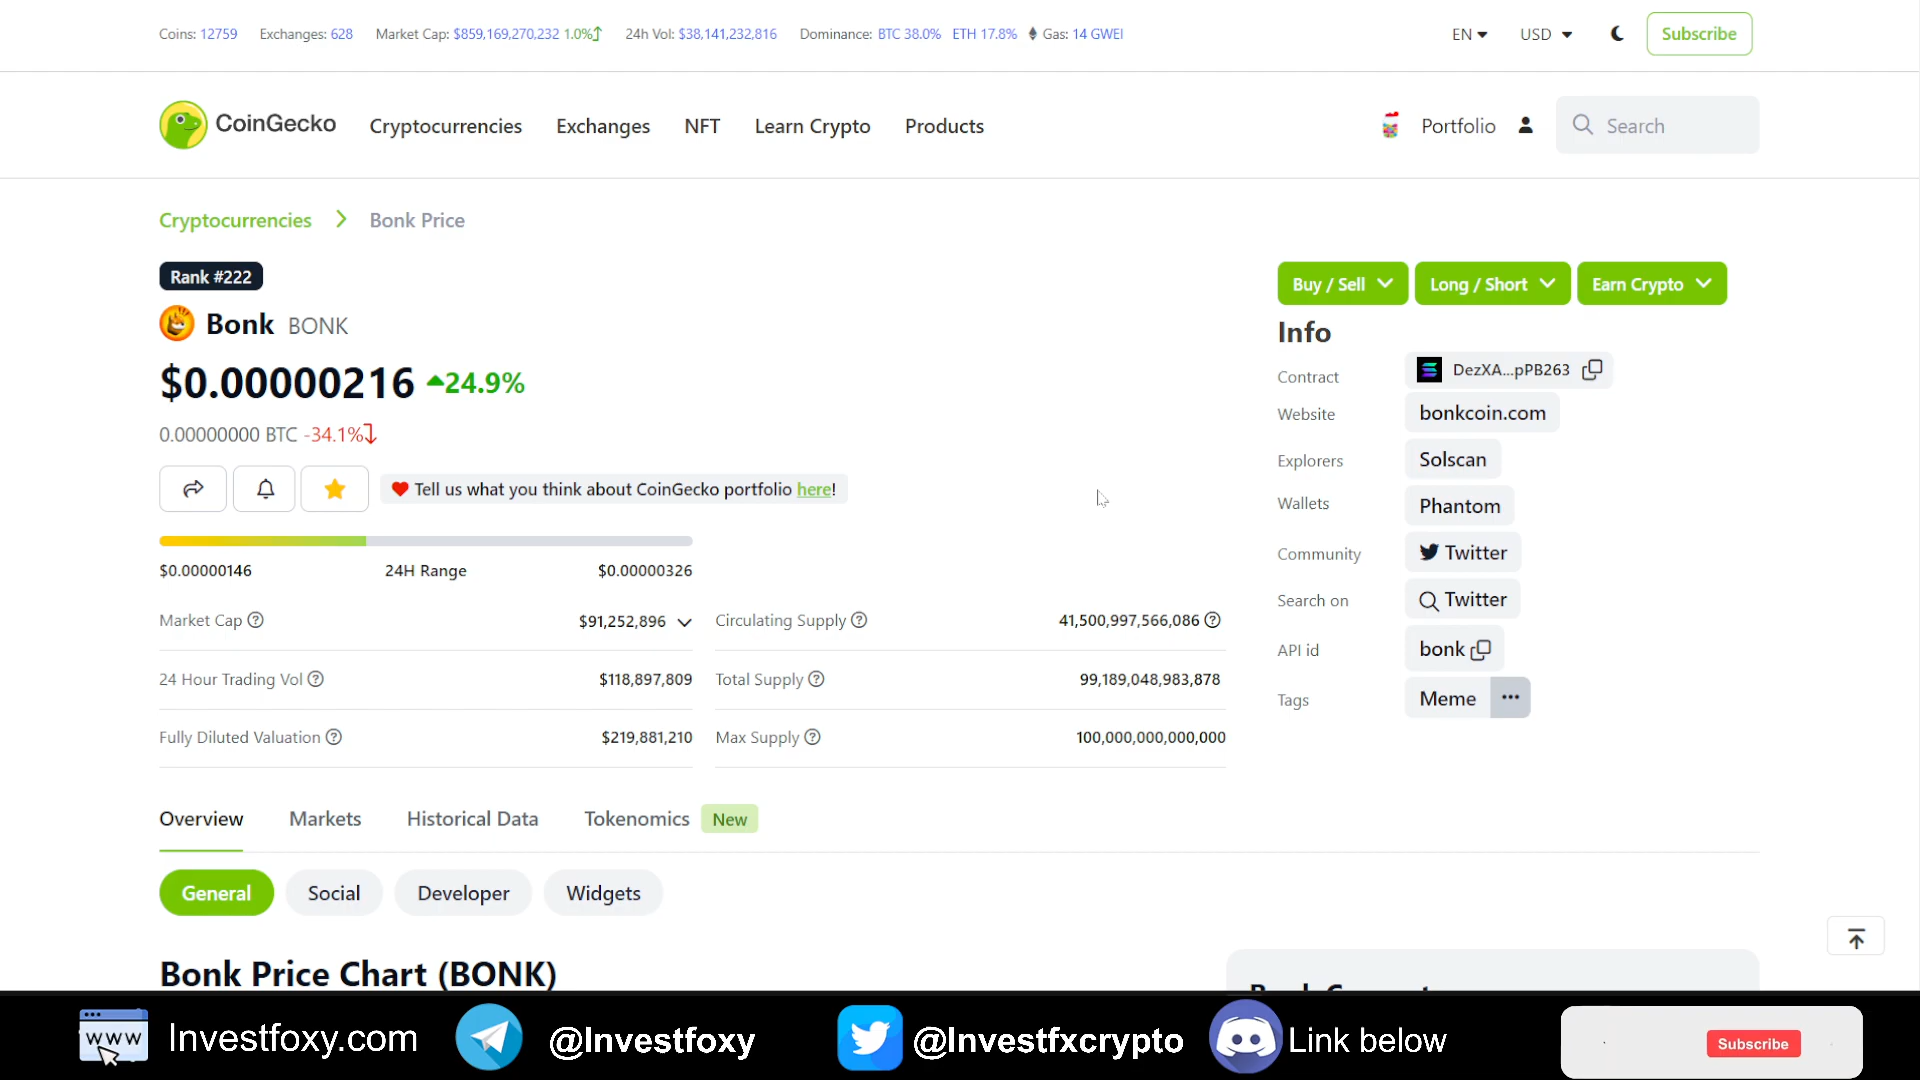 Coins: 12759 Exchanges: 628 Market Cap: $859,169,270,232 1.0% 24h Vol: $38,141,232,816 Dominance: BTC 38.0% ETH 17.8% Gas: 14 GWEI EN USD Subscribe
CoinGecko Cryptocurrencies Exchanges NFT Learn Crypto Products Portfolio Search
Cryptocurrencies Bonk Price
Rank #222
Bonk BONK
$0.00000216 24.9%
0.00000000 BTC -34.1%
Tell us what you think about CoinGecko portfolio here!
$0.00000146 24H Range $0.00000326
Market Cap $91,252,896
24 Hour Trading Vol $118,897,809
Fully Diluted Valuation $219,881,210
Circulating Supply 41,500,997,566,086
Total Supply 99,189,048,983,878
Max Supply 100,000,000,000,000
Buy / Sell Long / Short Earn Crypto
Info
Contract DezXA...pPB263
Website bonkcoin.com
Explorers Solscan
Wallets Phantom
Community Twitter
Search on Twitter
API id bonk
Tags Meme ...
Overview Markets Historical Data Tokenomics New
General Social Developer Widgets
Bonk Price Chart (BONK)
www Investfoxy.com @Investfoxy @Investfxcrypto Link below Subscribe